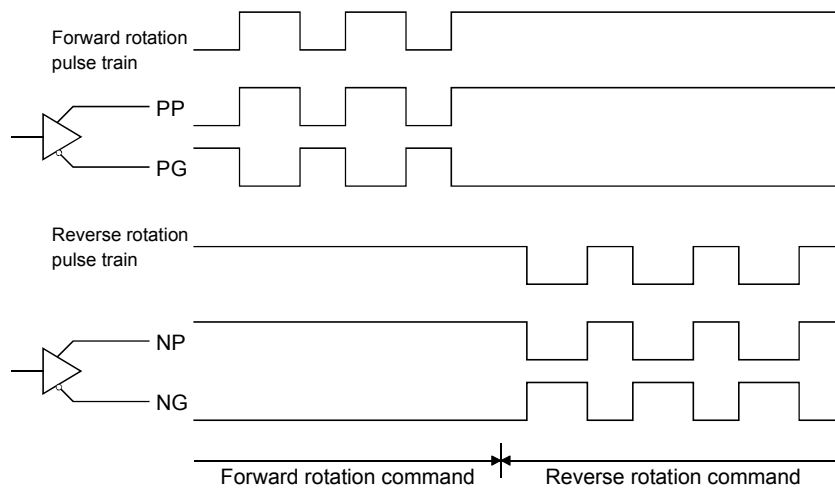 Forward rotation
pulse train
PP
PG
Reverse rotation
pulse train
NP
NG
Forward rotation command
Reverse rotation command